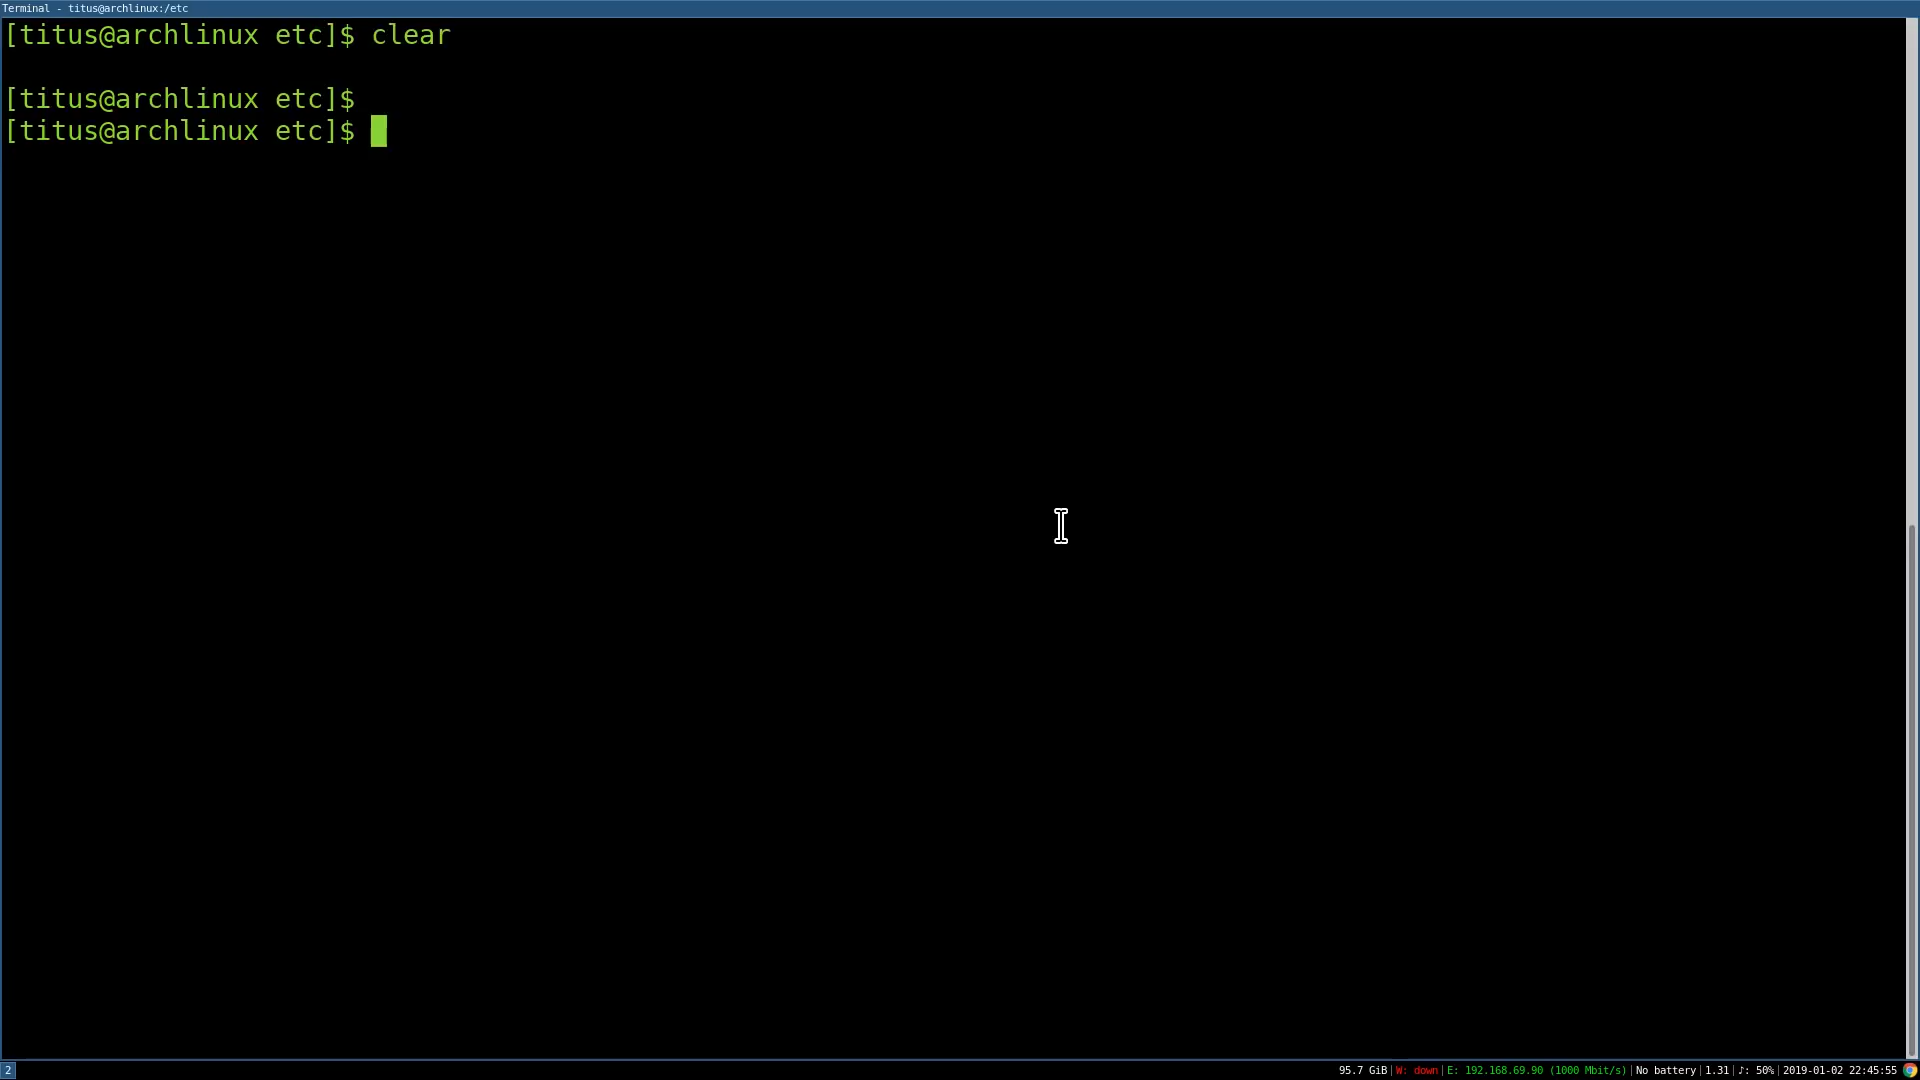 Terminal - titus@archlinux:/etc
[titus@archlinux etc]$ clear
[titus@archlinux etc]$
[titus@archlinux etc]$
2 95.7 GiB|W: down|E: 192.168.69.90 (1000 Mbit/s)|No battery|1.31|♪: 50%|2019-01-02 22:45:55